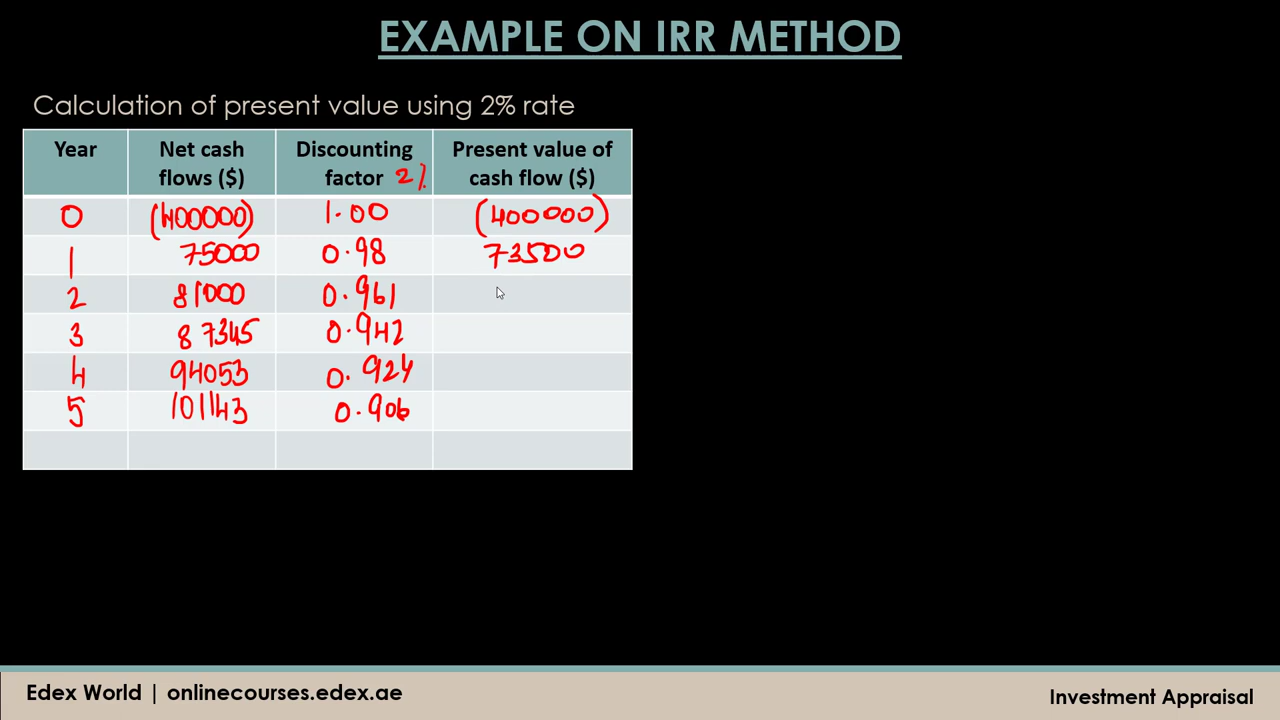 EXAMPLE ON IRR METHOD
Calculation of present value using 2% rate
Year Net cash flows ($) Discounting factor 2% Present value of cash flow ($)
0 (400000) 1.00 (400000)
1 75000 0.98 73500
2 81000 0.961
3 87345 0.942
4 94053 0.924
5 101143 0.906
Edex World | onlinecourses.edex.ae
Investment Appraisal